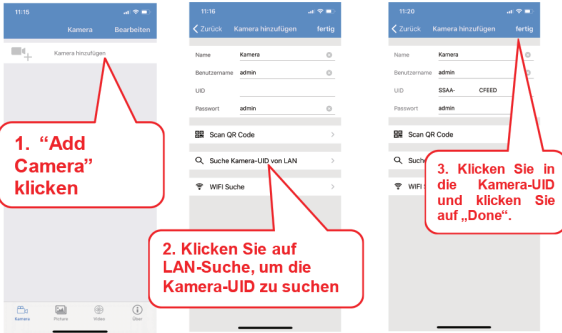 11:15
Kamera
Bearbeiten
Kamera hinzufügen
1. “Add
Camera”
klicken
Kamera
Picture
Video
Über
11:16
Zurück
Kamera hinzufügen
fertig
Name
Kamera
Benutzername
admin
UID
Passwort
admin
Scan QR Code
Suche Kamera-UID von LAN
WIFI Suche
2. Klicken Sie auf
LAN-Suche, um die
Kamera-UID zu suchen
11:20
Zurück
Kamera hinzufügen
fertig
Name
Kamera
Benutzername
admin
UID
SSAA- CFEED
Passwort
admin
Scan QR Code
Such
WIFI
3. Klicken Sie in
die Kamera-UID
und klicken Sie
auf „Done“.